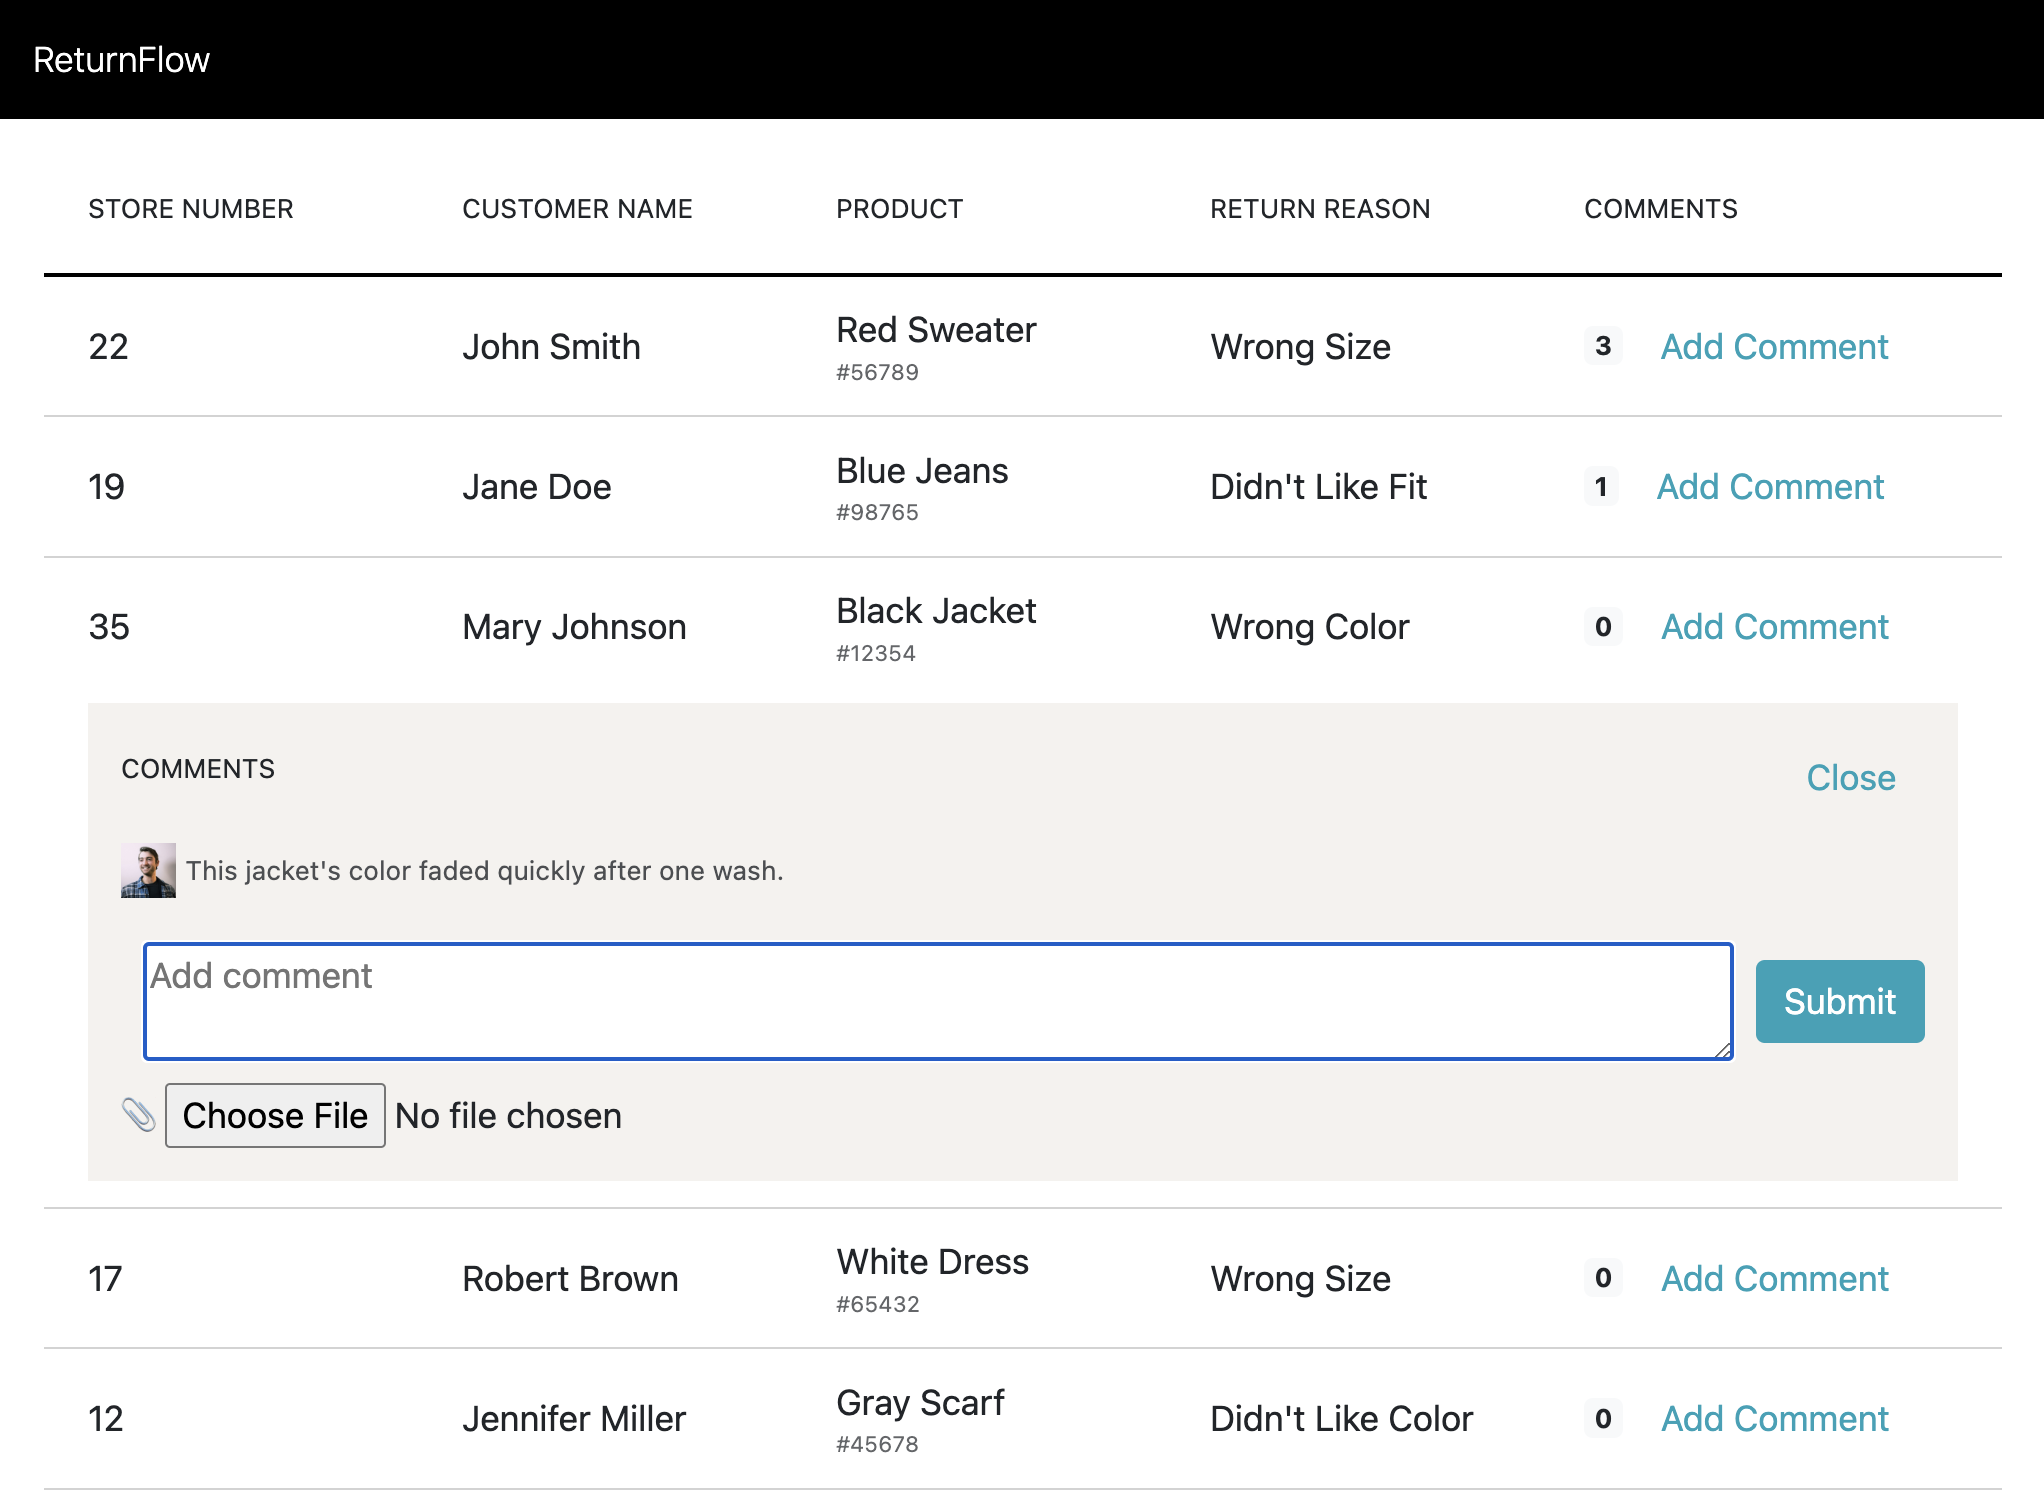 ReturnFlow
STORE NUMBER CUSTOMER NAME PRODUCT RETURN REASON COMMENTS
22 John Smith Red Sweater Wrong Size 3 Add Comment
#56789
19 Jane Doe Blue Jeans Didn't Like Fit 1 Add Comment
#98765
35 Mary Johnson Black Jacket Wrong Color 0 Add Comment
#12354
COMMENTS Close
This jacket's color faded quickly after one wash.
Add comment
Submit
Choose File No file chosen
17 Robert Brown White Dress Wrong Size 0 Add Comment
#65432
12 Jennifer Miller Gray Scarf Didn't Like Color 0 Add Comment
#45678